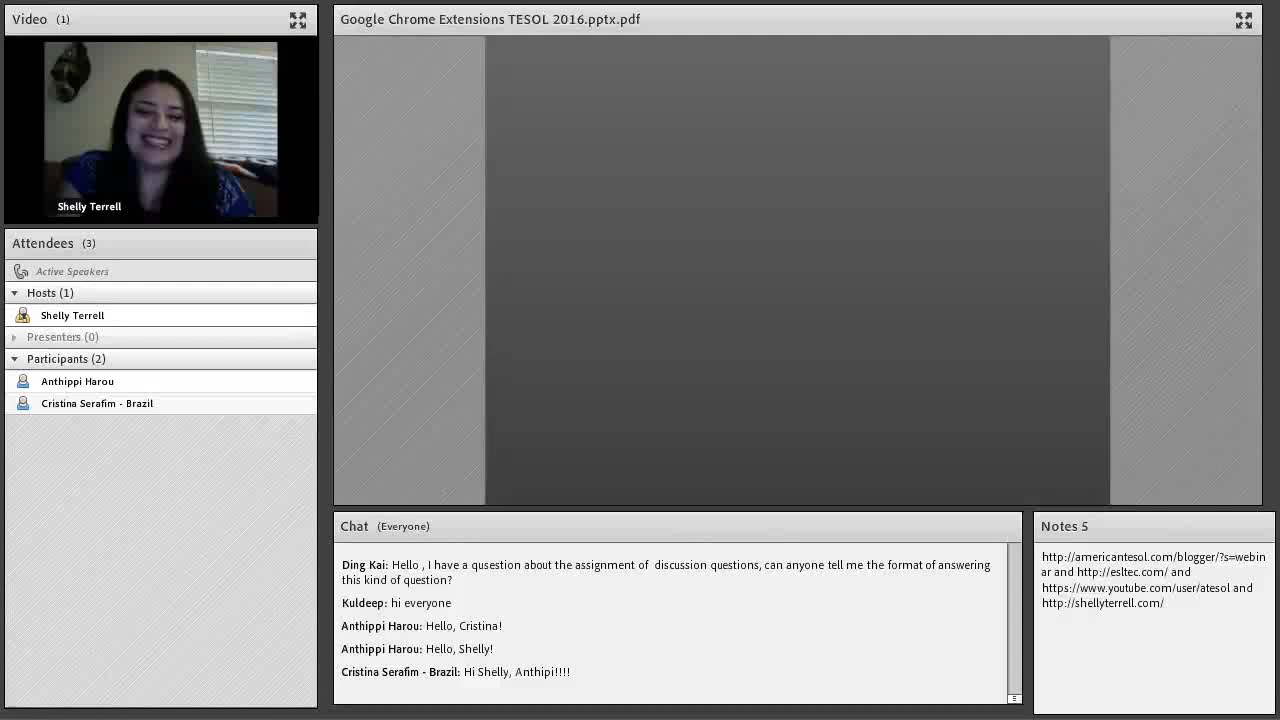 Video (1)
Shelly Terrell
Attendees (3)
Active Speakers
Hosts (1)
Shelly Terrell
Presenters (0)
Participants (2)
Anthippi Harou
Cristina Serafim - Brazil
Google Chrome Extensions TESOL 2016.pptx.pdf
Chat (Everyone)
Ding Kai: Hello , I have a qusestion about the assignment of discussion questions, can anyone tell me the format of answering
this kind of question?
Kuldeep: hi everyone
Anthippi Harou: Hello, Cristina!
Anthippi Harou: Hello, Shelly!
Cristina Serafim - Brazil: Hi Shelly, Anthipi!!!!
Notes 5
http://americantesol.com/blogger/?s=webin
ar and http://esltec.com/ and
https://www.youtube.com/user/atesol and
http://shellyterrell.com/